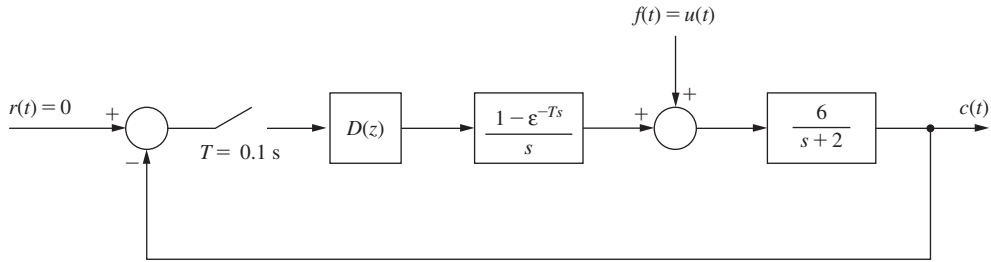 f(t) = u(t)
r(t) = 0
+
−
T = 0.1 s
D(z)
1 − ε^{−Ts}
s
+
+
6
s + 2
c(t)